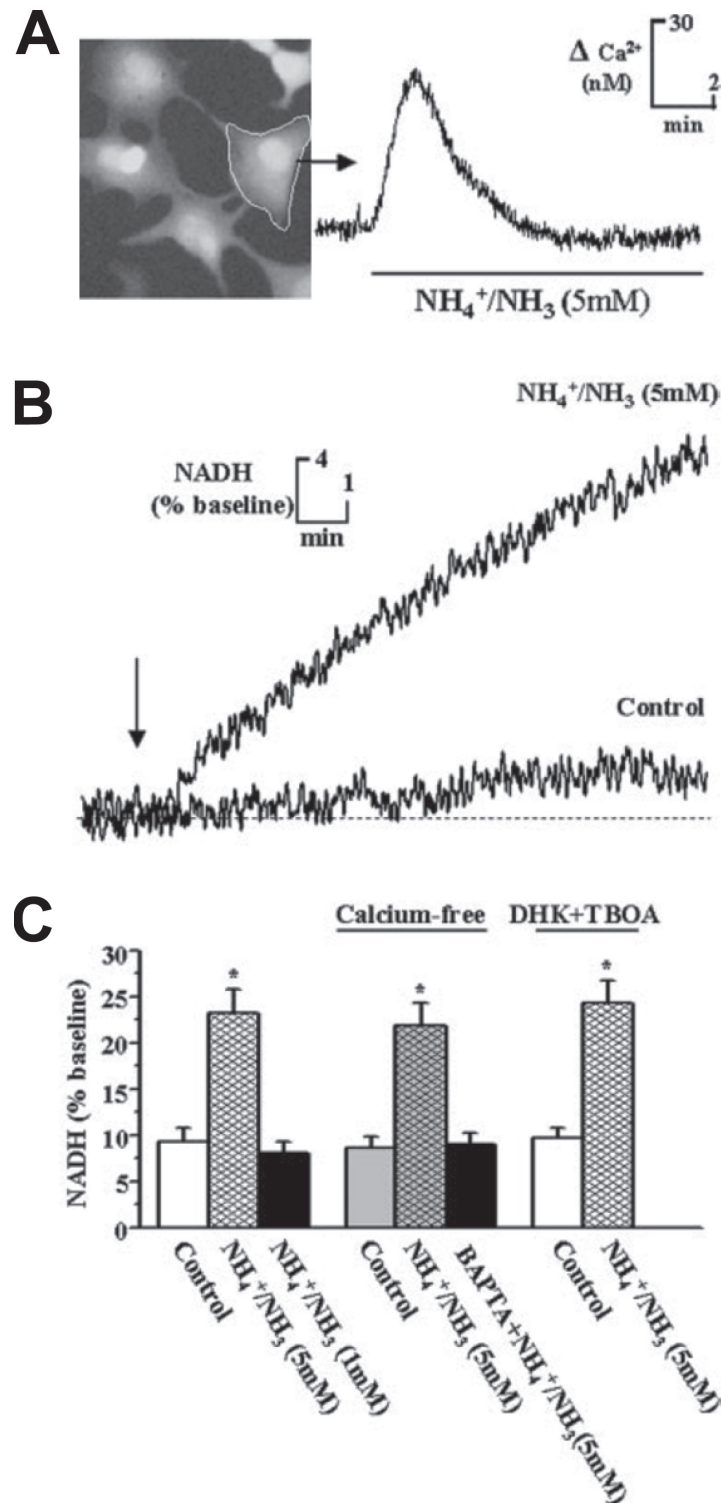 A
Δ Ca²⁺
(nM)
30
2
min
NH₄⁺/NH₃ (5mM)
B
NH₄⁺/NH₃ (5mM)
NADH
(% baseline)
4
1
min
Control
C
Calcium-free
DHK+TBOA
NADH (% baseline)
30
25
20
15
10
5
0
*
*
*
Control
NH₄⁺/NH₃ (5mM)
NH₄⁺/NH₃ (1mM)
Control
NH₄⁺/NH₃ (5mM)
BAPTA+NH₄⁺/NH₃(5mM)
Control
NH₄⁺/NH₃ (5mM)